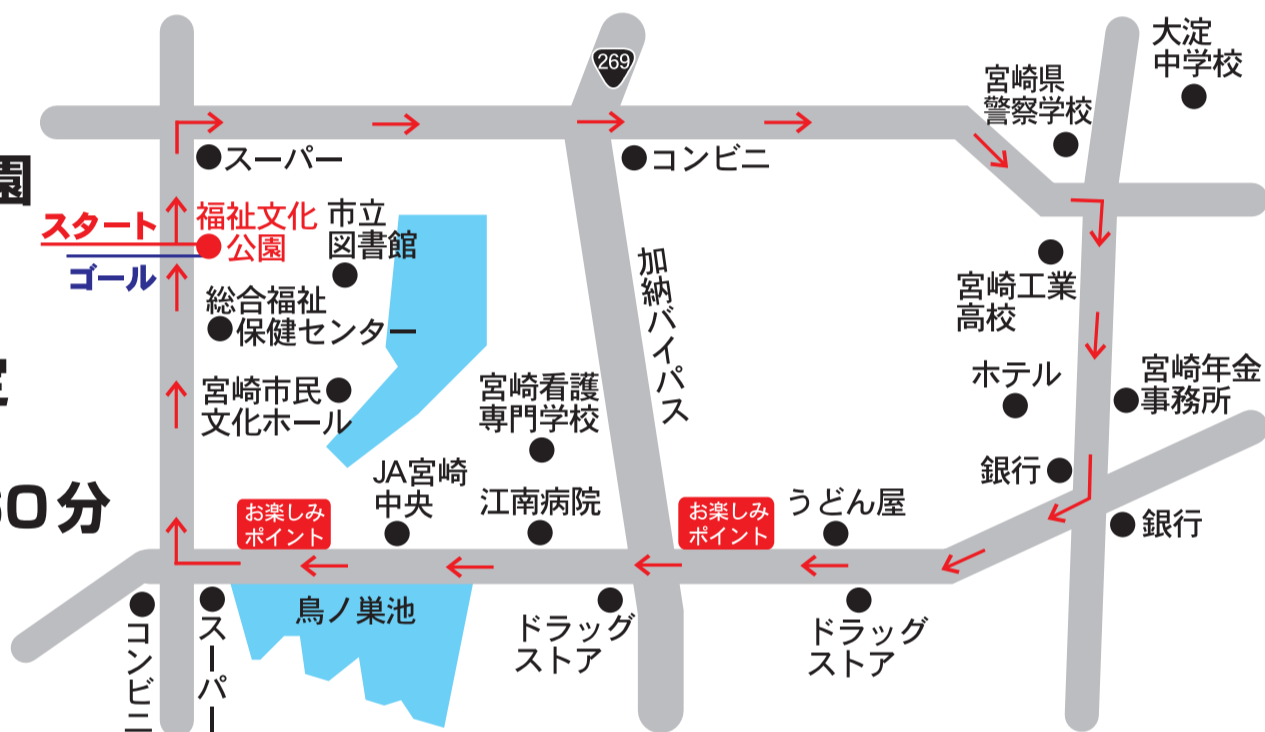 269
大淀
中学校
宮崎県
警察学校
園
スーパー
コンビニ
スタート
福祉文化
公園
市立
図書館
ゴール
総合福祉
保健センター
加納バイパス
宮崎工業
高校
宮崎市民
文化ホール
宮崎看護
専門学校
ホテル
宮崎年金
事務所
JA宮崎
中央
江南病院
うどん屋
銀行
銀行
お楽しみ
ポイント
お楽しみ
ポイント
0分
鳥ノ巣池
コンビニ
スーパー
ドラッグ
ストア
ドラッグ
ストア